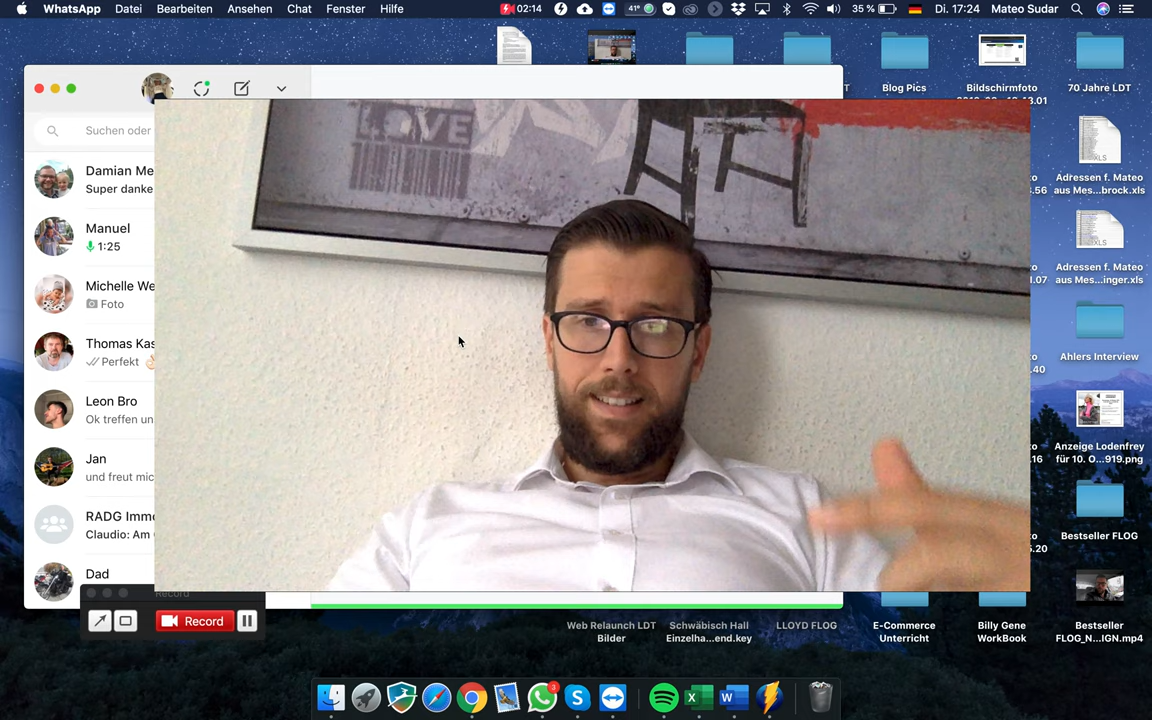 WhatsApp Datei Bearbeiten Ansehen Chat Fenster Hilfe 02:14 41° 35 % Di. 17:24 Mateo Sudar
Blog Pics
Bildschirmfoto
70 Jahre LDT
Suchen oder
LOVE
Damian Me
Super danke
Adressen f. Mateo
aus Mes...brock.xls
Manuel
1:25
Michelle We
Foto
Adressen f. Mateo
aus Mes...inger.xls
Thomas Kas
Perfekt
Ahlers Interview
Leon Bro
Ok treffen un
Jan
und freut mic
Anzeige Lodenfrey
für 10. O...919.png
RADG Immo
Claudio: Am
Bestseller FLOG
Dad
Record
Record
Web Relaunch LDT
Bilder
Schwäbisch Hall
Einzelha...end.key
LLOYD FLOG
E-Commerce
Unterricht
Billy Gene
WorkBook
Bestseller
FLOG_N...IGN.mp4
3